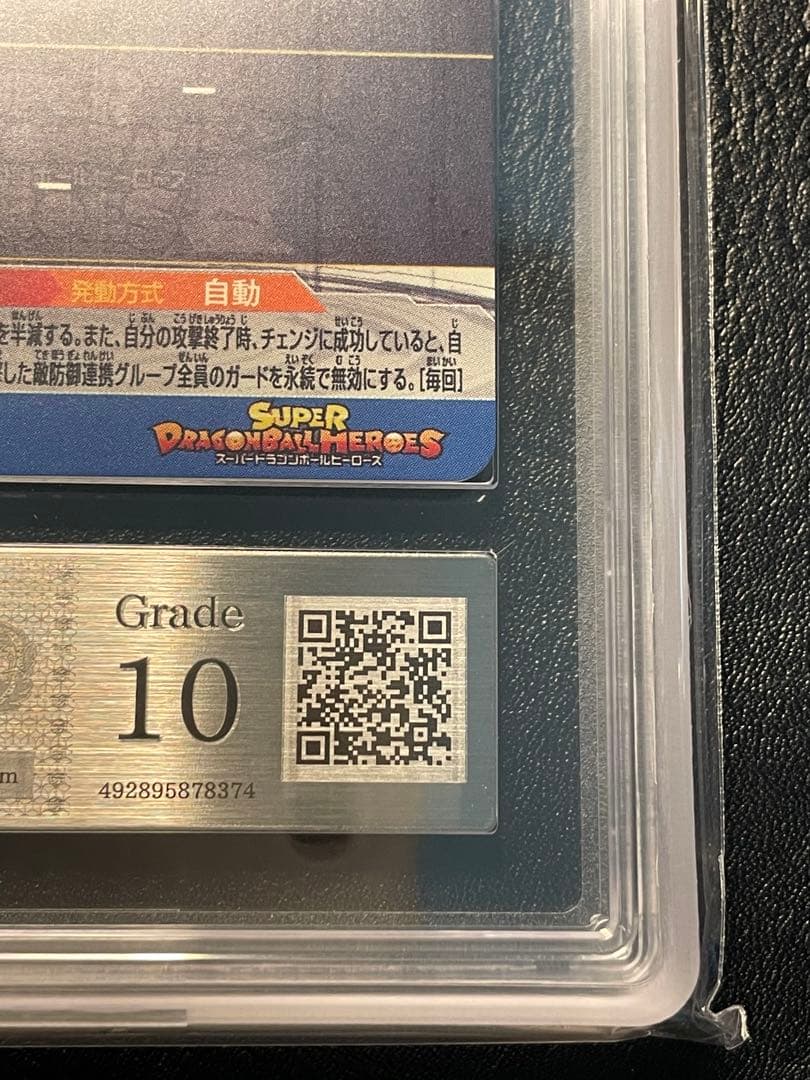 発動方式 自動
を半減する。また、自分の攻撃終了時、チェンジに成功していると、自
した敵防御連携グループ全員のガードを永続で無効にする。[毎回]
SUPER
DRAGONBALL HEROES
スーパードラゴンボールヒーローズ
Grade
10
m
492895878374